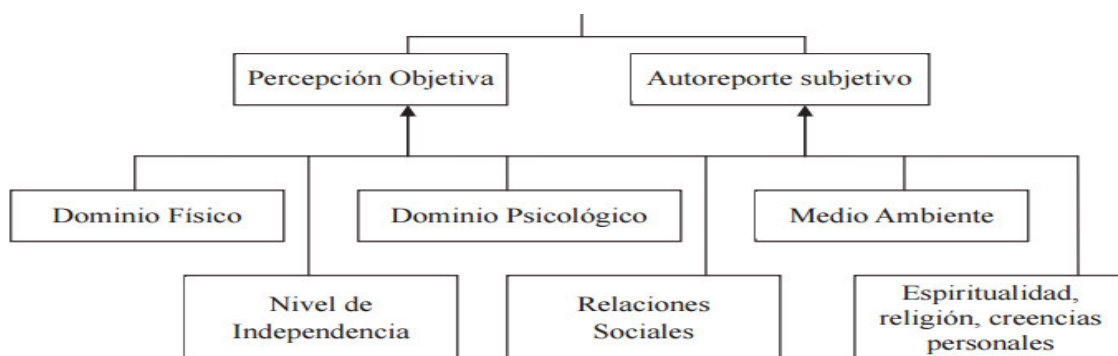 Percepción Objetiva
Autoreporte subjetivo
Dominio Físico
Dominio Psicológico
Medio Ambiente
Nivel de
Independencia
Relaciones
Sociales
Espiritualidad,
religión, creencias
personales